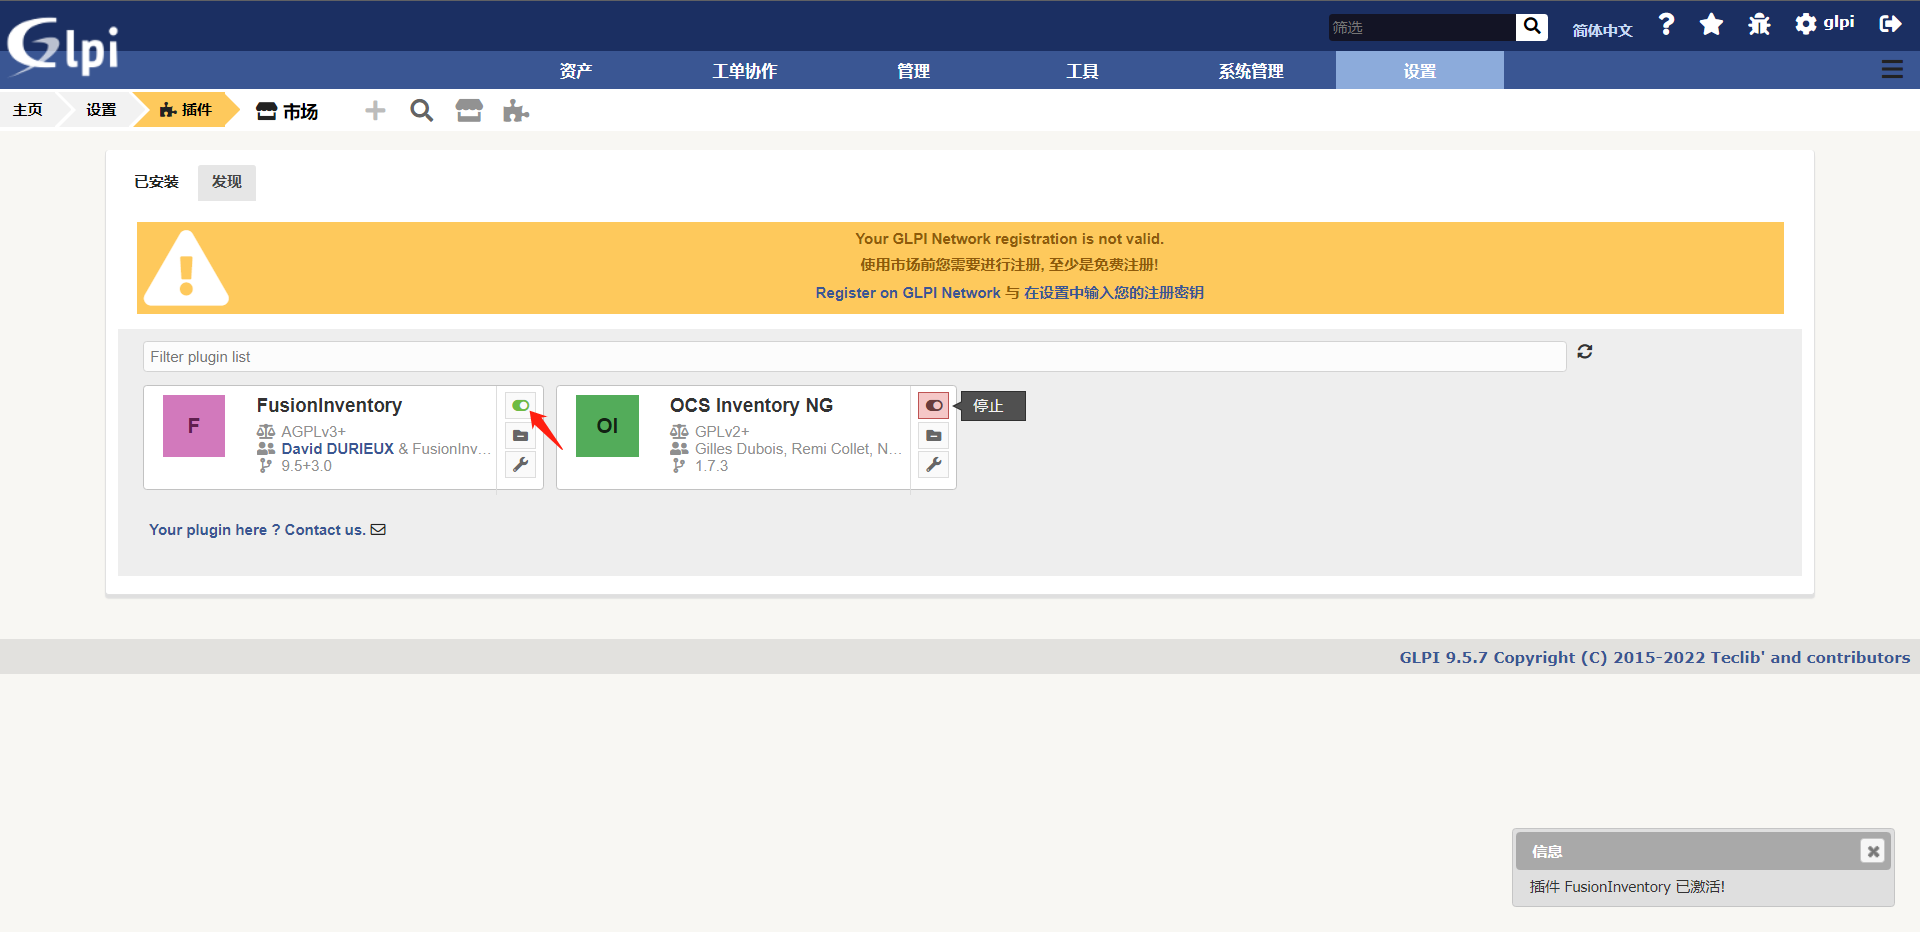 Glpi
筛选
简体中文
glpi
资产
工单协作
管理
工具
系统管理
设置
主页
设置
插件
市场
已安装
发现
Your GLPI Network registration is not valid.
使用市场前您需要进行注册, 至少是免费注册!
Register on GLPI Network 与 在设置中输入您的注册密钥
Filter plugin list
F
FusionInventory
AGPLv3+
David DURIEUX & FusionInv...
9.5+3.0
OI
OCS Inventory NG
GPLv2+
Gilles Dubois, Remi Collet, N...
1.7.3
停止
Your plugin here ? Contact us.
GLPI 9.5.7 Copyright (C) 2015-2022 Teclib' and contributors
信息
插件 FusionInventory 已激活!